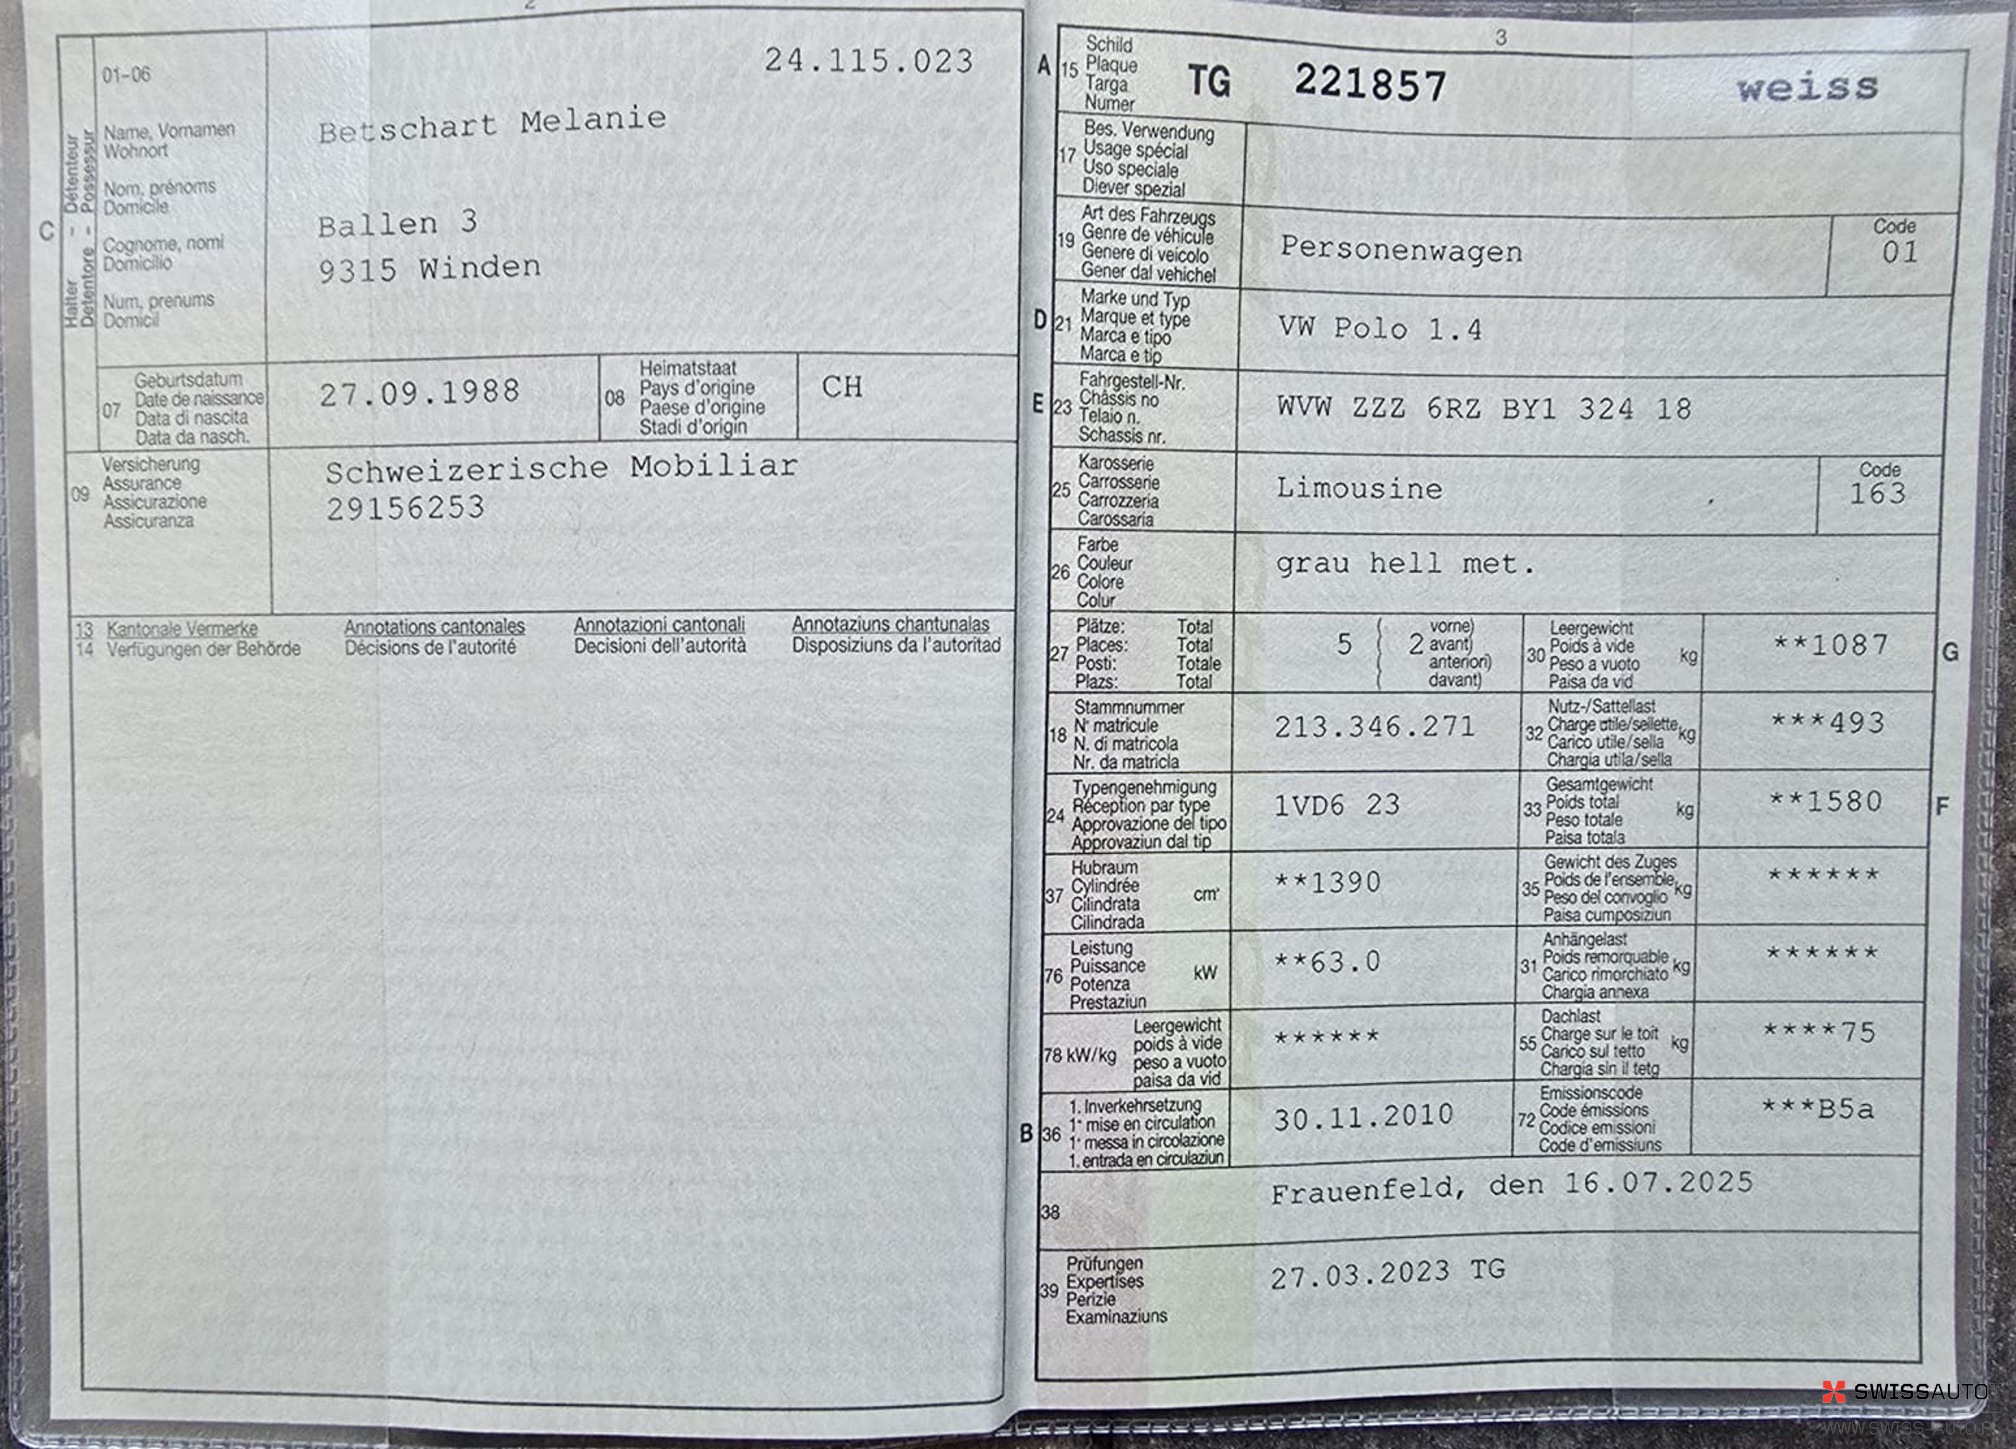 2
01-06
24.115.023
C
Halter - Détenteur
Detentore - Possessur
Name, Vornamen
Wohnort
Nom, prénoms
Domicile
Cognome, nomi
Domicilio
Num, prenums
Domicil
Betschart Melanie
Ballen 3
9315 Winden
07
Geburtsdatum
Date de naissance
Data di nascita
Data da nasch.
27.09.1988
08
Heimatstaat
Pays d'origine
Paese d'origine
Stadi d'origin
CH
09
Versicherung
Assurance
Assicurazione
Assicuranza
Schweizerische Mobiliar
29156253
13 Kantonale Vermerke Annotations cantonales Annotazioni cantonali Annotaziuns chantunalas
14 Verfügungen der Behörde Décisions de l'autorité Decisioni dell'autorità Disposiziuns da l'autoritad
3
A
15
Schild
Plaque
Targa
Numer
TG 221857 weiss
17
Bes. Verwendung
Usage spécial
Uso speciale
Diever spezial
19
Art des Fahrzeugs
Genre de véhicule
Genere di veicolo
Gener dal vehichel
Personenwagen
Code
01
D
21
Marke und Typ
Marque et type
Marca e tipo
Marca e tip
VW Polo 1.4
E
23
Fahrgestell-Nr.
Châssis no
Telaio n.
Schassis nr.
WVW ZZZ 6RZ BY1 324 18
25
Karosserie
Carrosserie
Carrozzeria
Carossaria
Limousine
Code
163
26
Farbe
Couleur
Colore
Colur
grau hell met.
27
Plätze: Total
Places: Total
Posti: Totale
Plazs: Total
5 ( 2
vorne)
avant)
anteriori)
davant)
30
Leergewicht
Poids à vide
Peso a vuoto
Paisa da vid
kg
**1087
G
18
Stammnummer
N° matricule
N. di matricola
Nr. da matricla
213.346.271
32
Nutz-/Sattellast
Charge utile/sellette
Carico utile/sella
Chargia utila/sella
kg
***493
24
Typengenehmigung
Réception par type
Approvazione del tipo
Approvaziun dal tip
1VD6 23
33
Gesamtgewicht
Poids total
Peso totale
Paisa totala
kg
**1580
F
37
Hubraum
Cylindrée
Cilindrata
Cilindrada
cm³
**1390
35
Gewicht des Zuges
Poids de l'ensemble
Peso del convoglio
Paisa cumposiziun
kg
******
76
Leistung
Puissance
Potenza
Prestaziun
kW
**63.0
31
Anhängelast
Poids remorquable
Carico rimorchiato
Chargia annexa
kg
******
78 kW/kg
Leergewicht
poids à vide
peso a vuoto
paisa da vid
******
55
Dachlast
Charge sur le toit
Carico sul tetto
Chargia sin il tetg
kg
****75
B
36
1. Inverkehrsetzung
1° mise en circulation
1° messa in circolazione
1. entrada en circulaziun
30.11.2010
72
Emissionscode
Code émissions
Codice emissioni
Code d'emissiuns
***B5a
38
Frauenfeld, den 16.07.2025
39
Prüfungen
Expertises
Perizie
Examinaziuns
27.03.2023 TG
SWISSAUTO